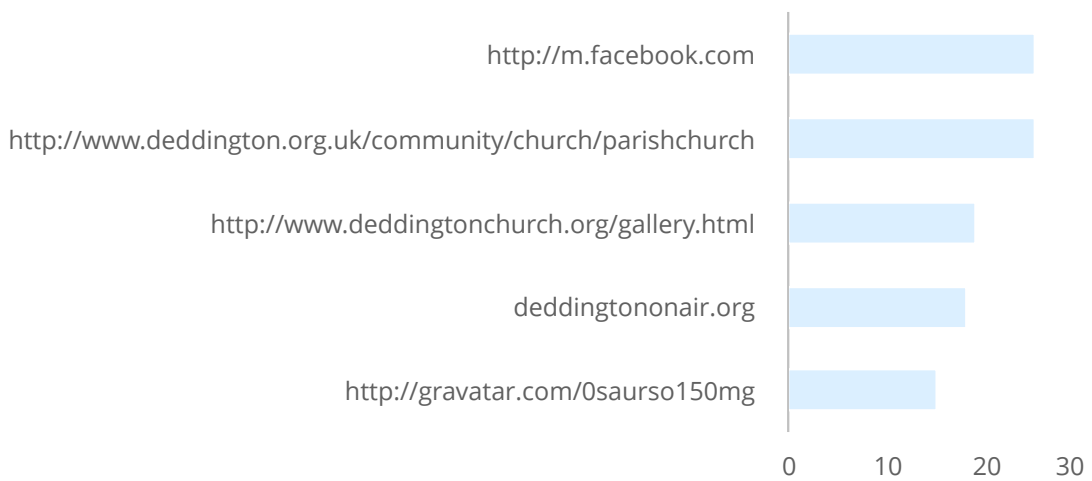 http://m.facebook.com
http://www.deddington.org.uk/community/church/parishchurch
http://www.deddingtonchurch.org/gallery.html
deddingtononair.org
http://gravatar.com/0saurso150mg
0 10 20 30